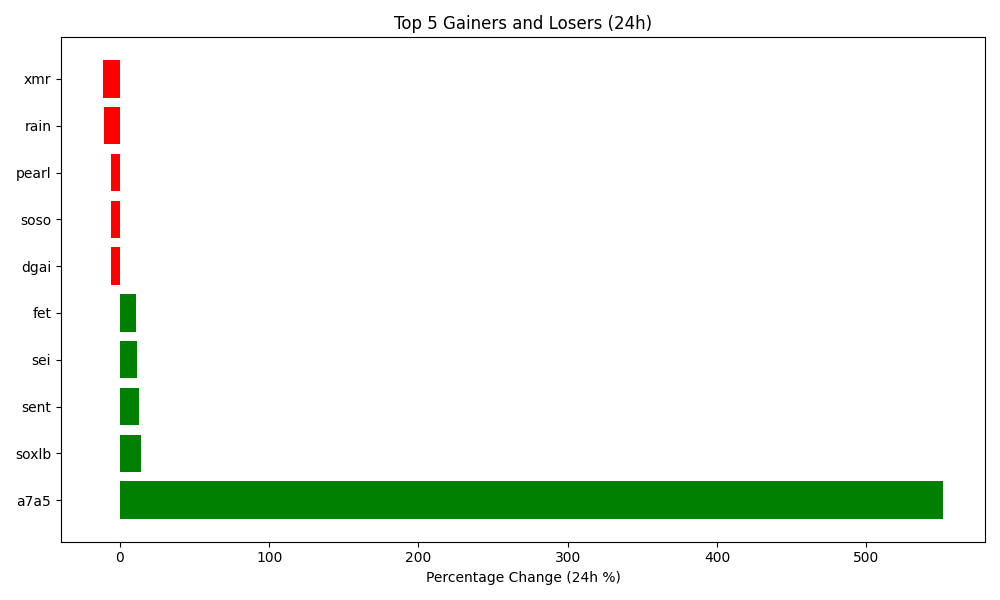 Top 5 Gainers and Losers (24h)
xmr
rain
pearl
soso
dgai
fet
sei
sent
soxlb
a7a5
0 100 200 300 400 500
Percentage Change (24h %)